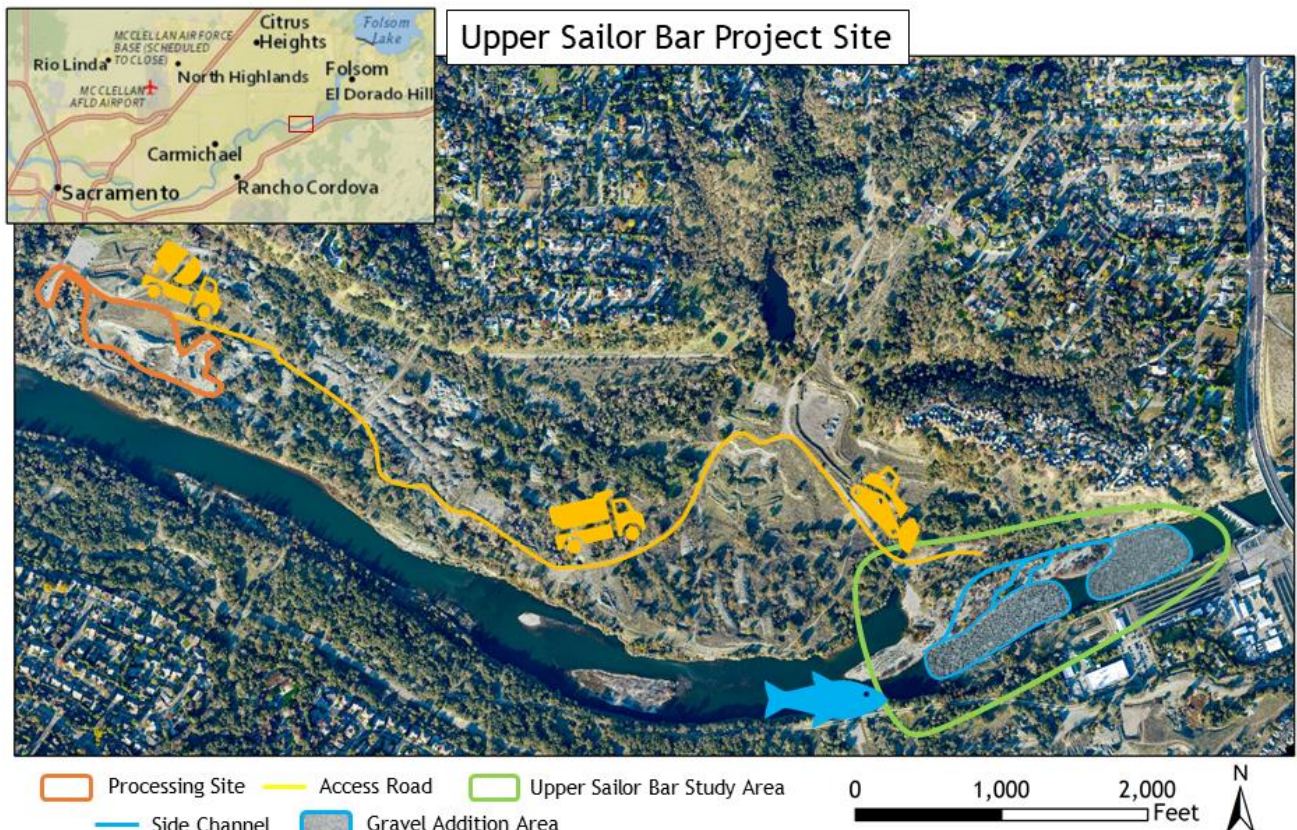 Upper Sailor Bar Project Site
Citrus
Heights
Folsom
Lake
MCCLELLAN AIR FORCE
BASE (SCHEDULED
TO CLOSE)
Rio Linda
North Highlands
Folsom
El Dorado Hill
MCCLELLAN
AFLD AIRPORT
Carmichael
Sacramento
Rancho Cordova
Processing Site
Access Road
Upper Sailor Bar Study Area
Side Channel
Gravel Addition Area
0 1,000 2,000
Feet
N